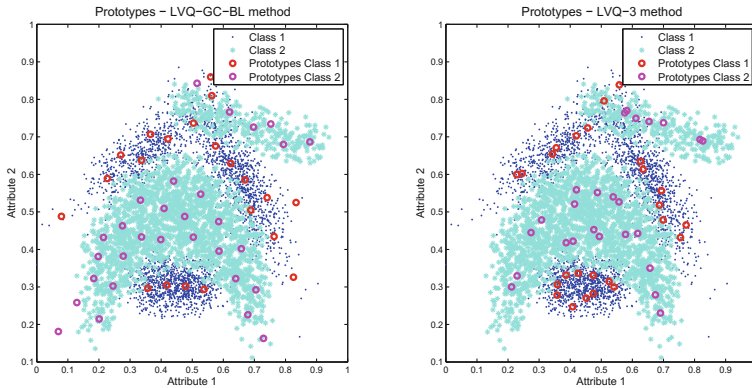 Prototypes − LVQ−GC−BL method
Class 1
Class 2
Prototypes Class 1
Prototypes Class 2
Attribute 2
1
0.9
0.8
0.7
0.6
0.5
0.4
0.3
0.2
0.1
0 0.1 0.2 0.3 0.4 0.5 0.6 0.7 0.8 0.9 1
Attribute 1
Prototypes − LVQ−3 method
Class 1
Class 2
Prototypes Class 1
Prototypes Class 2
Attribute 2
1
0.9
0.8
0.7
0.6
0.5
0.4
0.3
0.2
0.1
0 0.1 0.2 0.3 0.4 0.5 0.6 0.7 0.8 0.9 1
Attribute 1